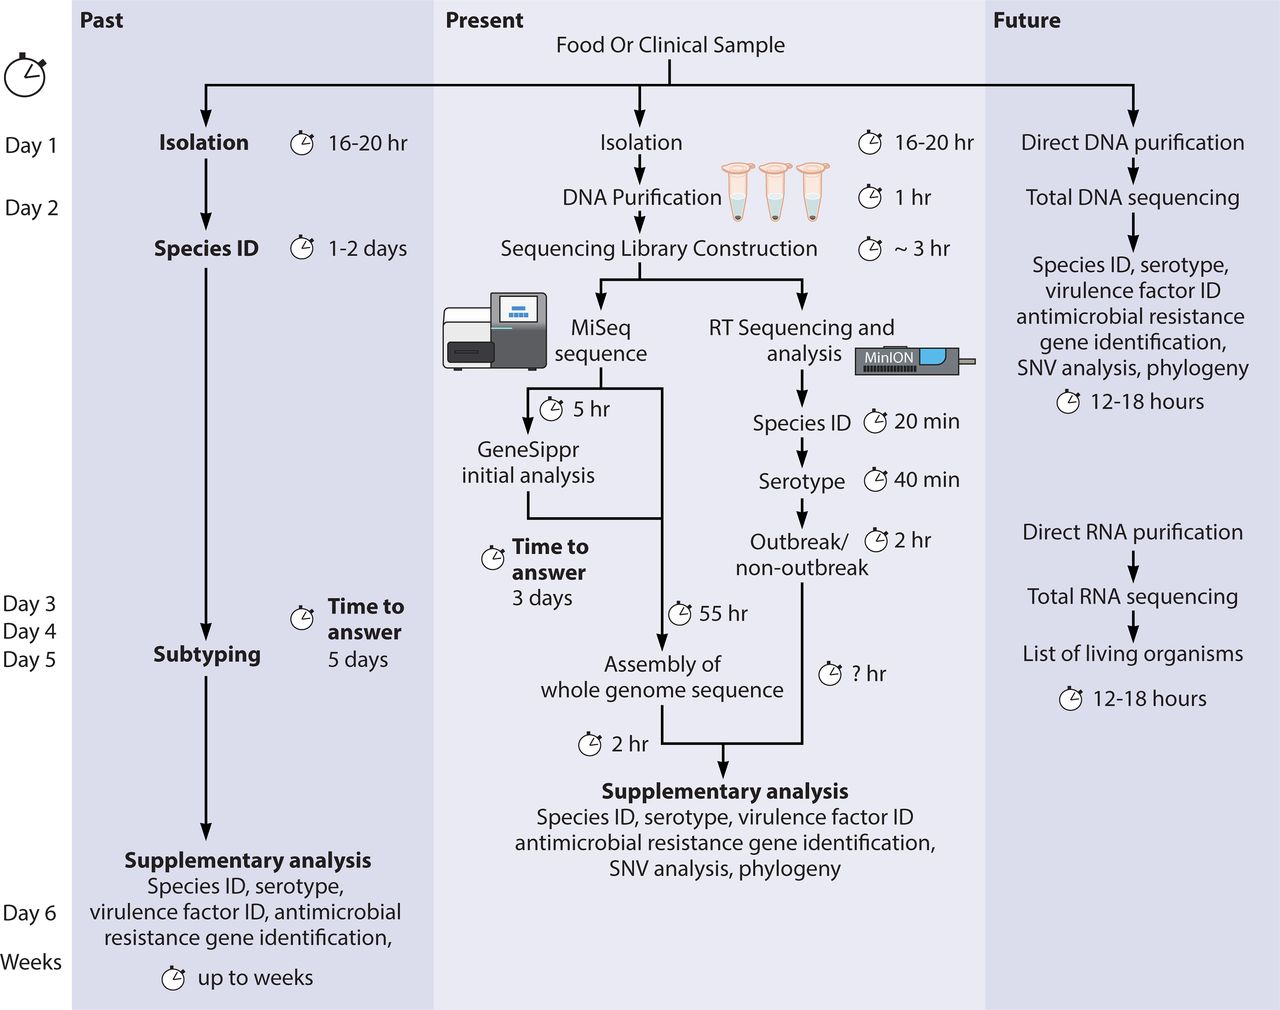 Past
Present
Future
Food Or Clinical Sample
Day 1
Day 2
Day 3
Day 4
Day 5
Day 6
Weeks
Isolation
16-20 hr
Species ID
1-2 days
Time to
answer
5 days
Subtyping
Supplementary analysis
Species ID, serotype,
virulence factor ID, antimicrobial
resistance gene identification,
up to weeks
Isolation
16-20 hr
DNA Purification
1 hr
Sequencing Library Construction
~ 3 hr
MiSeq
sequence
5 hr
GeneSippr
initial analysis
Time to
answer
3 days
55 hr
Assembly of
whole genome sequence
2 hr
RT Sequencing and
analysis
MinION
Species ID
20 min
Serotype
40 min
Outbreak/
non-outbreak
2 hr
? hr
Supplementary analysis
Species ID, serotype, virulence factor ID
antimicrobial resistance gene identification,
SNV analysis, phylogeny
Direct DNA purification
Total DNA sequencing
Species ID, serotype,
virulence factor ID
antimicrobial resistance
gene identification,
SNV analysis, phylogeny
12-18 hours
Direct RNA purification
Total RNA sequencing
List of living organisms
12-18 hours